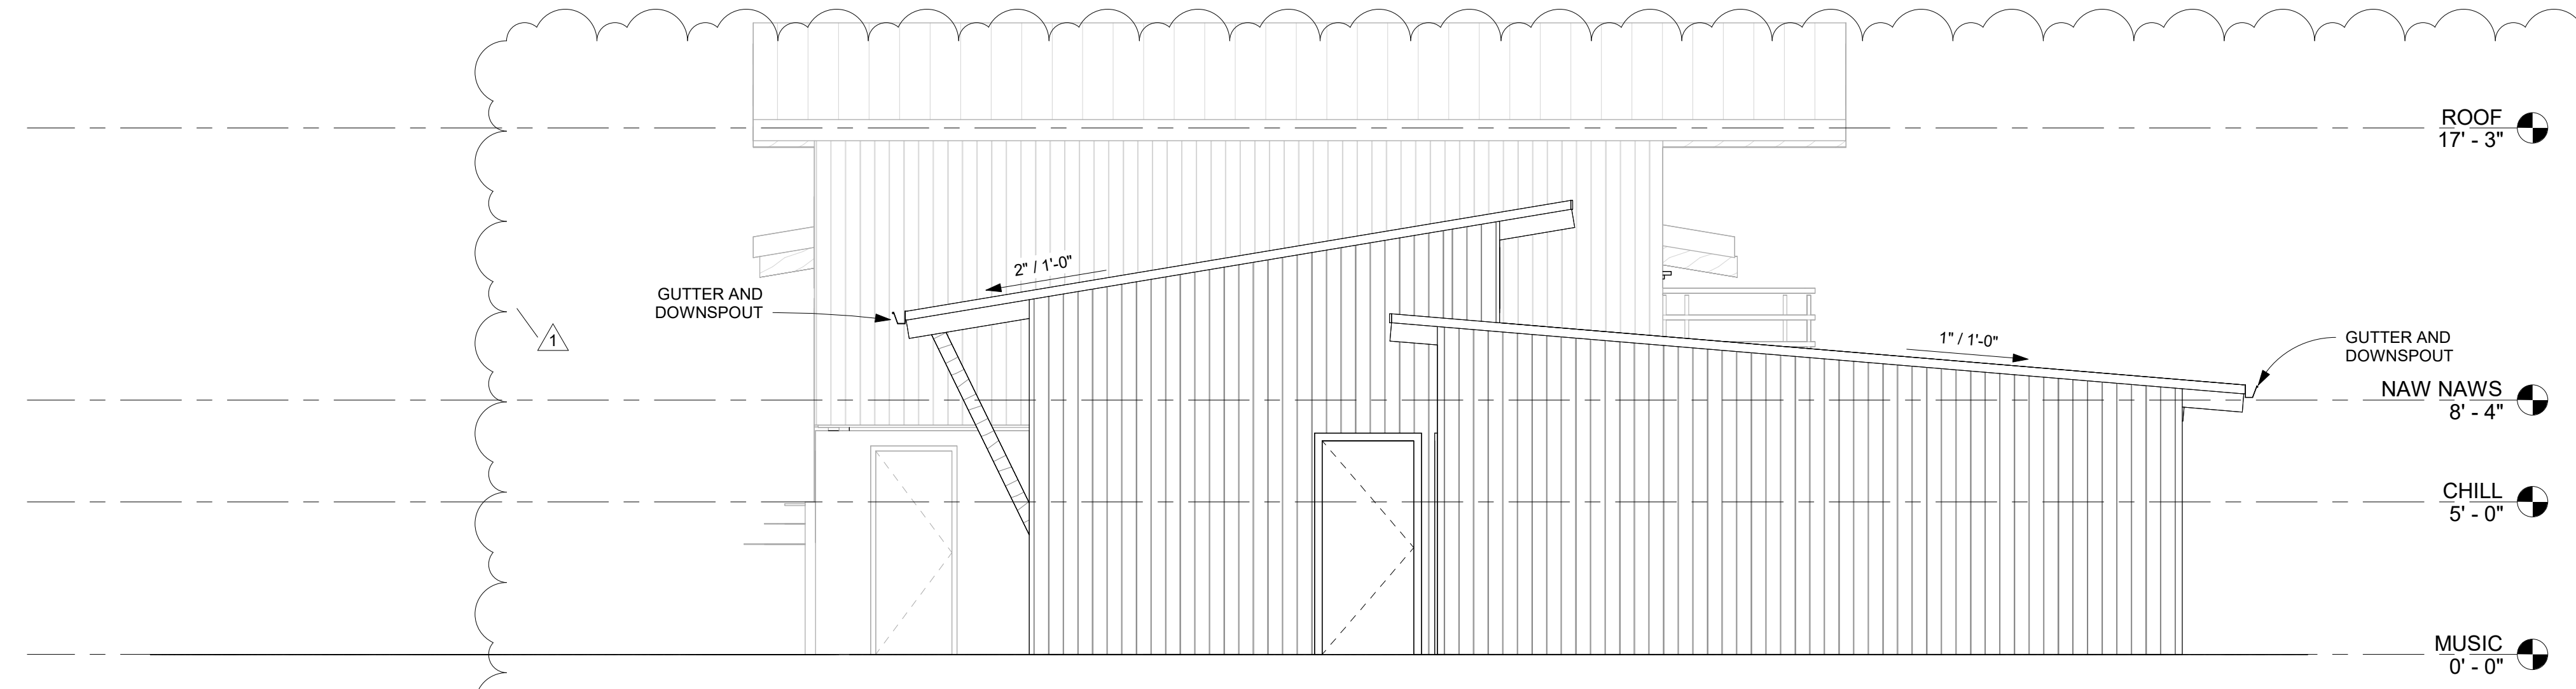 ROOF
17' - 3"
2" / 1'-0"
GUTTER AND
DOWNSPOUT
1
1" / 1'-0"
GUTTER AND
DOWNSPOUT
NAW NAWS
8' - 4"
CHILL
5' - 0"
MUSIC
0' - 0"